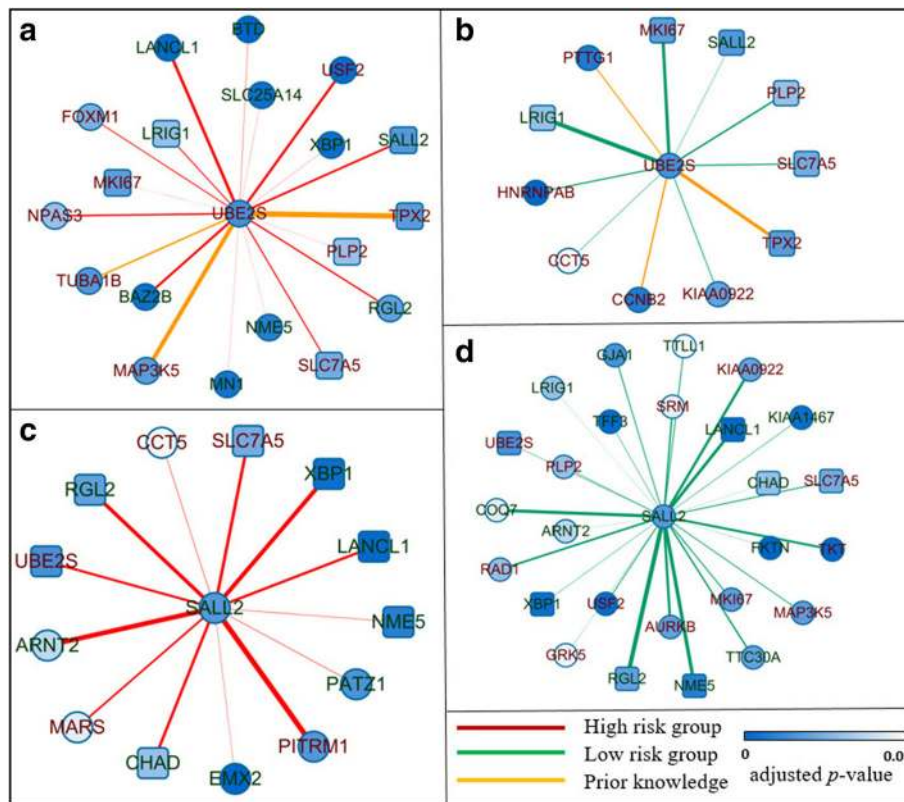 a
BTD
LANCL1
USF2
SLC25A14
FOXM1
LRIG1
XBP1
SALL2
MKI67
NPAS3
UBE2S
TPX2
PLP2
TUBA1B
BAZ2B
RGL2
NME5
MAP3K5
SLC7A5
MN1
b
MKI67
SALL2
PTTG1
PLP2
LRIG1
UBE2S
SLC7A5
HNRNPAB
TPX2
CCT5
CCNB2
KIAA0922
c
CCT5
SLC7A5
XBP1
RGL2
LANCL1
UBE2S
SALL2
NME5
ARNT2
PATZ1
MARS
PITRM1
CHAD
EMX2
d
TTLL1
GJA1
KIAA0922
LRIG1
SRM
TFF3
LANCL1
KIAA1467
UBE2S
PLP2
CHAD
SLC7A5
COQ7
SALL2
ARNT2
FKTN
TKT
RAD1
XBP1
USF2
MKI67
MAP3K5
AURKB
GRK5
TTC30A
RGL2
NME5
High risk group
Low risk group
Prior knowledge
0
adjusted p-value